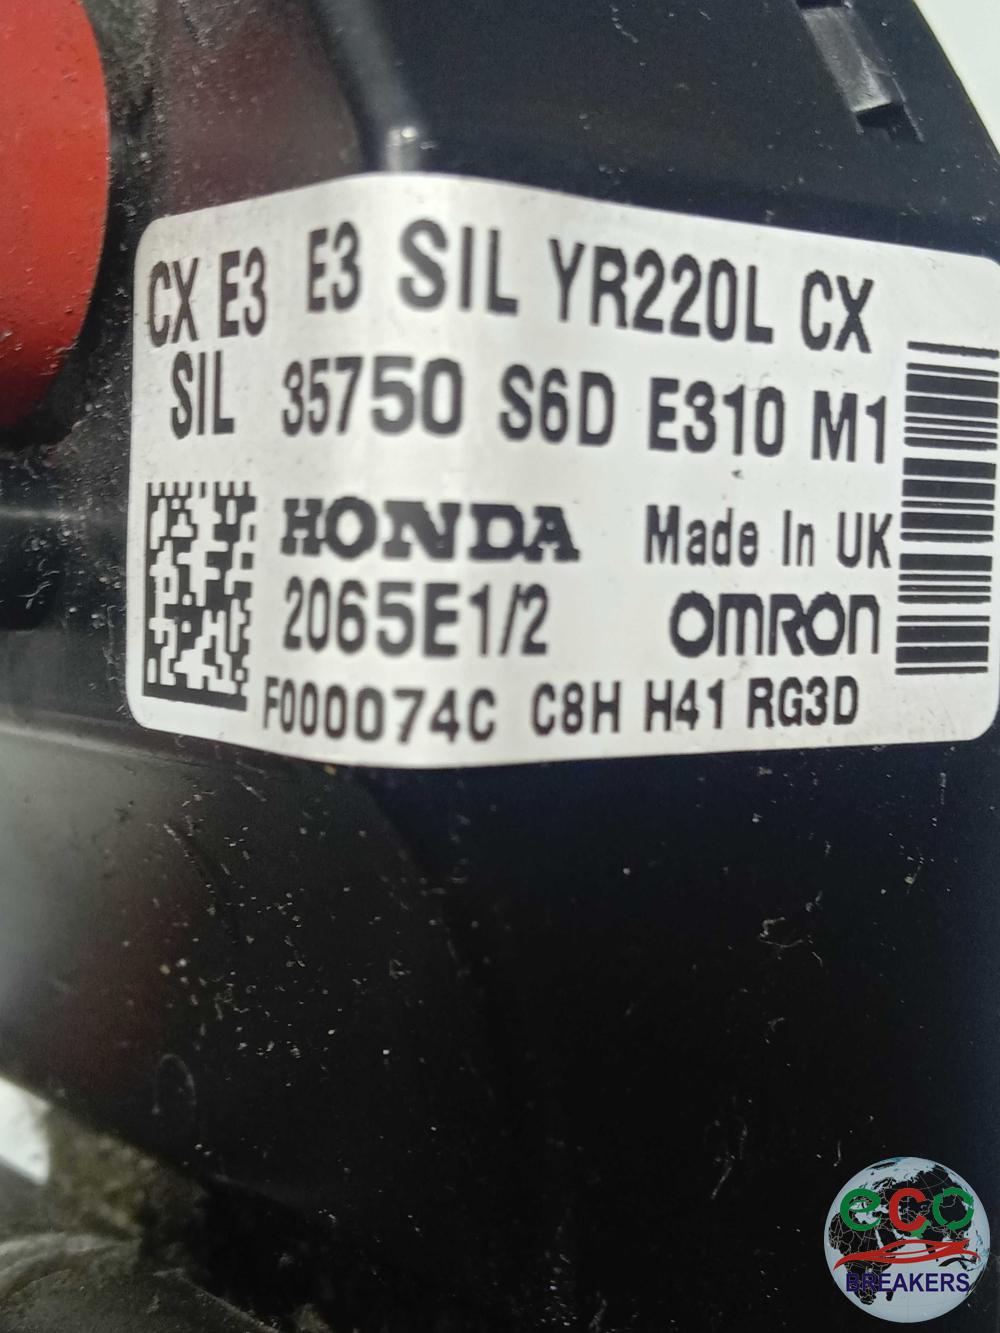 CX E3 E3 SIL YR220L CX
SIL 35750 S6D E310 M1
HONDA Made In UK
2065E1/2 OMRON
F000074C C8H H41 RG3D
eco
BREAKERS